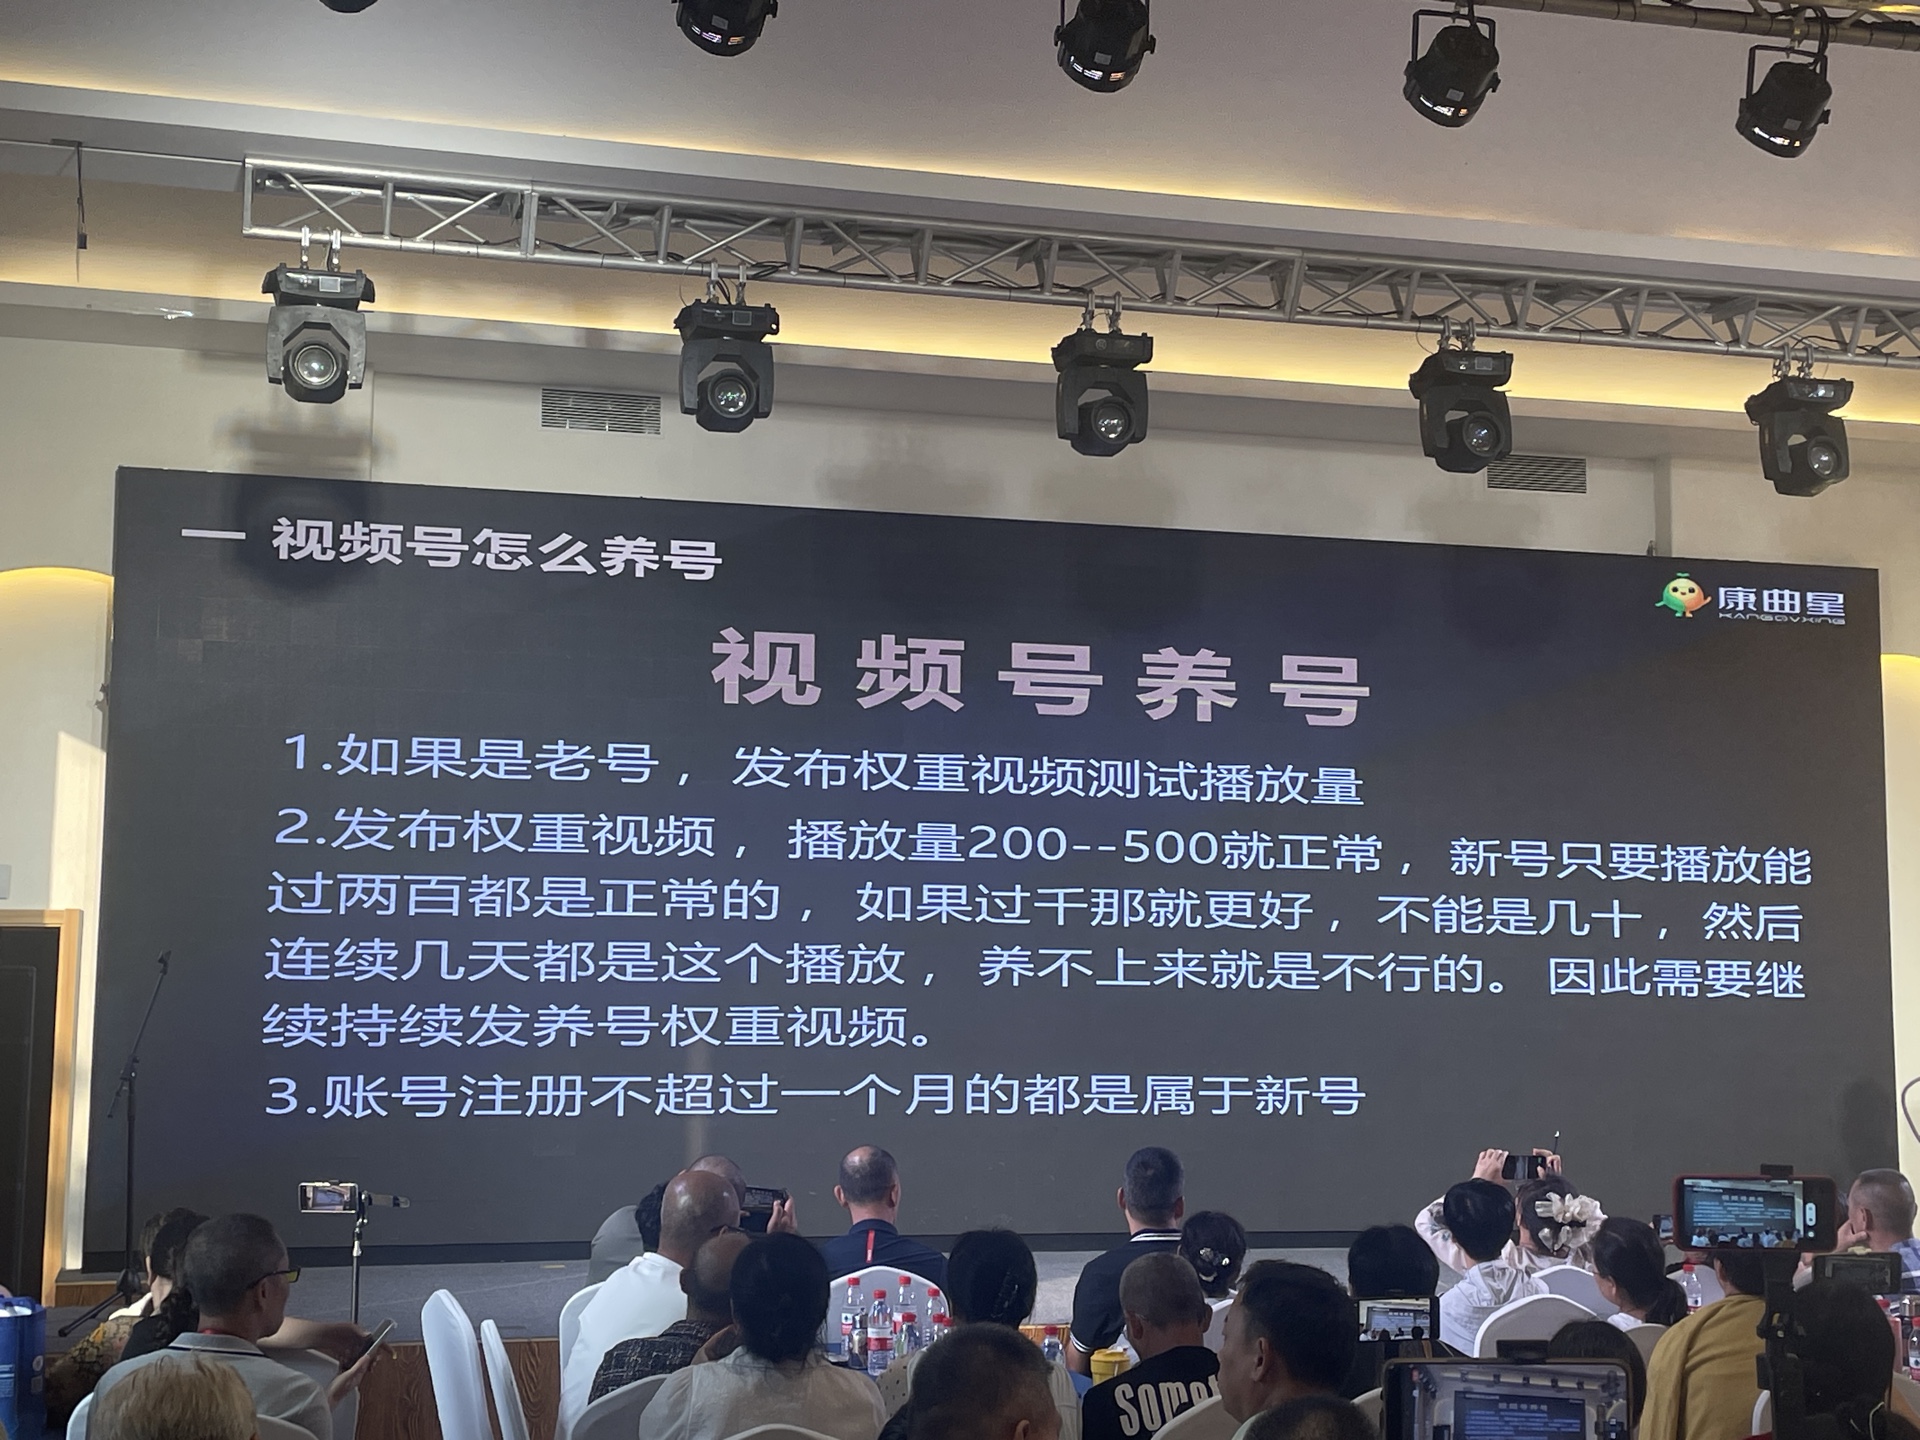 一 视频号怎么养号
康曲星
KANGQVXING
视频号养号
1.如果是老号，发布权重视频测试播放量
2.发布权重视频，播放量200--500就正常，新号只要播放能
过两百都是正常的，如果过千那就更好，不能是几十，然后
连续几天都是这个播放，养不上来就是不行的。因此需要继
续持续发养号权重视频。
3.账号注册不超过一个月的都是属于新号